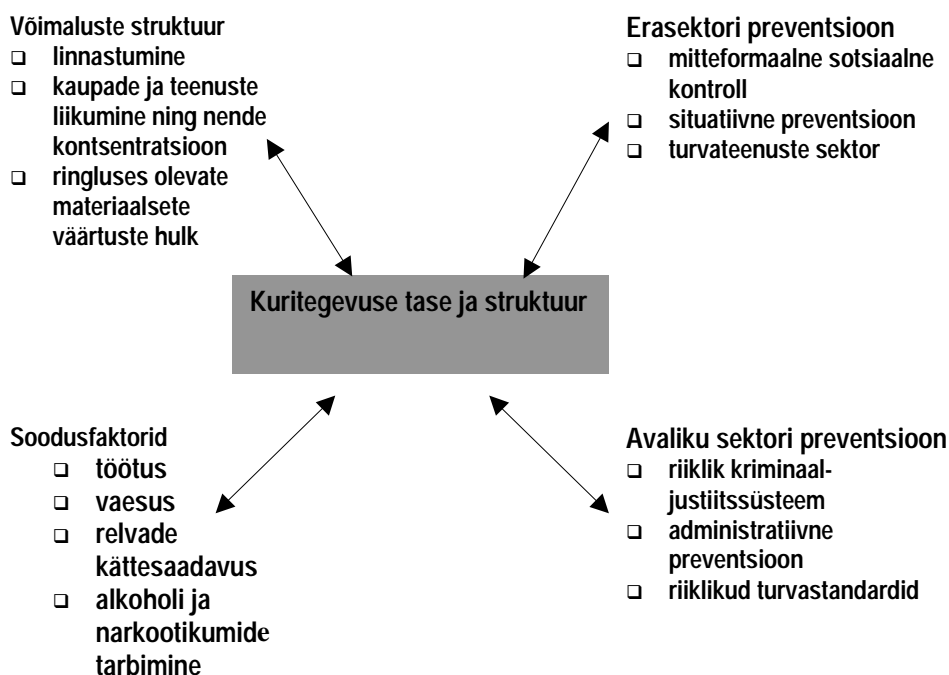 Võimaluste struktuur
❑ linnastumine
❑ kaupade ja teenuste
liikumine ning nende
kontsentratsioon
❑ ringluses olevate
materiaalsete
väärtuste hulk
Erasektori preventsioon
❑ mitteformaalne sotsiaalne
kontroll
❑ situatiivne preventsioon
❑ turvateenuste sektor
Kuritegevuse tase ja struktuur
Soodusfaktorid
❑ töötus
❑ vaesus
❑ relvade
kättesaadavus
❑ alkoholi ja
narkootikumide
tarbimine
Avaliku sektori preventsioon
❑ riiklik kriminaal-
justiitssüsteem
❑ administratiivne
preventsioon
❑ riiklikud turvastandardid